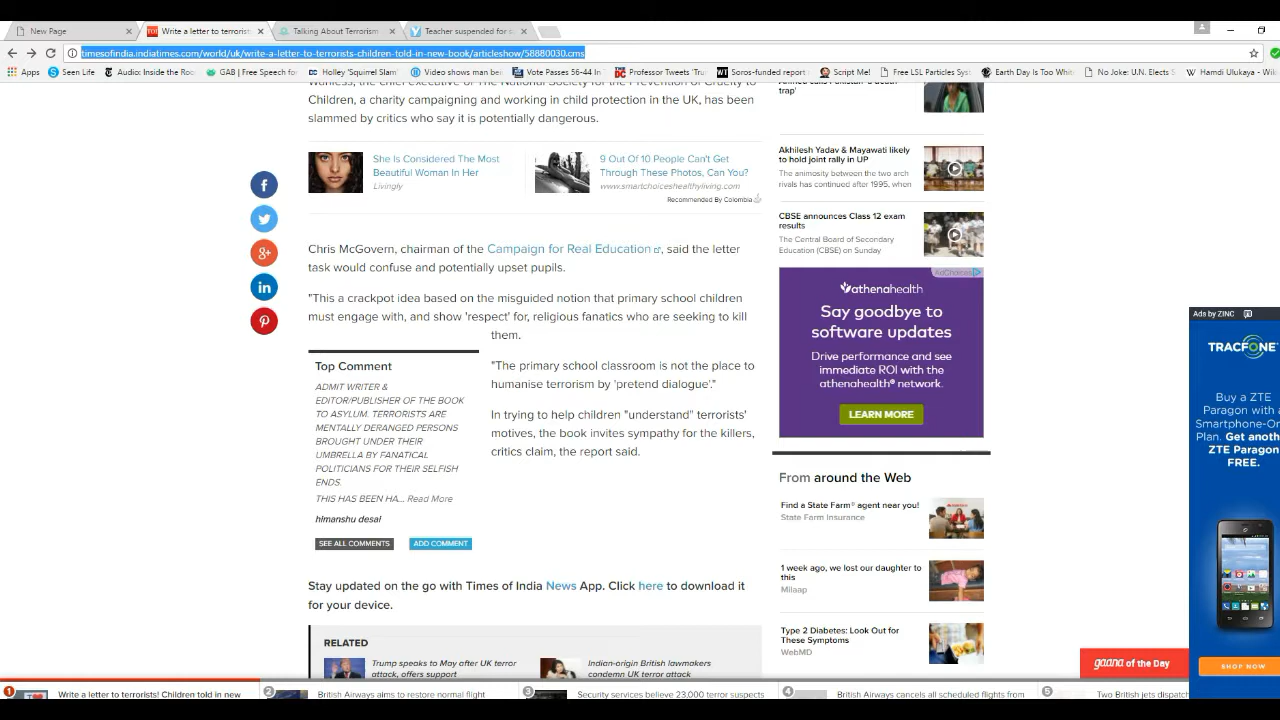 New Page
Write a letter to terrorist
Talking About Terrorism
Teacher suspended for s
timesofindia.indiatimes.com/world/uk/write-a-letter-to-terrorists-children-told-in-new-book/articleshow/58880030.cms
Apps
Seen Life
Audio: Inside the Roo
GAB | Free Speech fo
Holley 'Squirrel Slam'
Video shows man be
Vote Passes 56-44 In
Professor Tweets 'Tru
Soros-funded report
Script Me!
Free LSL Particles Sys
Earth Day Is Too Whit
No Joke: U.N. Elects S
Hamdi Ulukaya - Wik
Children, a charity campaigning and working in child protection in the UK, has been
slammed by critics who say it is potentially dangerous.
She Is Considered The Most
Beautiful Woman In Her
Livingly
9 Out Of 10 People Can't Get
Through These Photos, Can You?
www.smartchoiceshealthyliving.com
Recommended By Colombia
Chris McGovern, chairman of the Campaign for Real Education, said the letter
task would confuse and potentially upset pupils.
"This a crackpot idea based on the misguided notion that primary school children
must engage with, and show 'respect' for, religious fanatics who are seeking to kill
them.
"The primary school classroom is not the place to
humanise terrorism by 'pretend dialogue'."
In trying to help children "understand" terrorists'
motives, the book invites sympathy for the killers,
critics claim, the report said.
Top Comment
ADMIT WRITER &
EDITOR/PUBLISHER OF THE BOOK
TO ASYLUM. TERRORISTS ARE
MENTALLY DERANGED PERSONS
BROUGHT UNDER THEIR
UMBRELLA BY FANATICAL
POLITICIANS FOR THEIR SELFISH
ENDS.
THIS HAS BEEN HA... Read More
himanshu desai
SEE ALL COMMENTS
ADD COMMENT
Stay updated on the go with Times of India News App. Click here to download it
for your device.
RELATED
Trump speaks to May after UK terror
attack, offers support
Indian-origin British lawmakers
condemn UK terror attack
trap'
Akhilesh Yadav & Mayawati likely
to hold joint rally in UP
The animosity between the two arch
rivals has continued after 1995, when
CBSE announces Class 12 exam
results
The Central Board of Secondary
Education (CBSE) on Sunday
AdChoices
athenahealth
Say goodbye to
software updates
Drive performance and see
immediate ROI with the
athenahealth® network.
LEARN MORE
From around the Web
Find a State Farm® agent near you!
State Farm Insurance
1 week ago, we lost our daughter to
this
Milaap
Type 2 Diabetes: Look Out for
These Symptoms
WebMD
Ads by ZINC
TRACFONE
Buy a ZTE
Paragon with a
Smartphone-On
Plan. Get anoth
ZTE Paragon
FREE.
SHOP NOW
gaana of the Day
1 Write a letter to terrorists! Children told in new
2 British Airways aims to restore normal flight
3 Security services believe 23,000 terror suspects
4 British Airways cancels all scheduled flights from
5 Two British jets dispatch